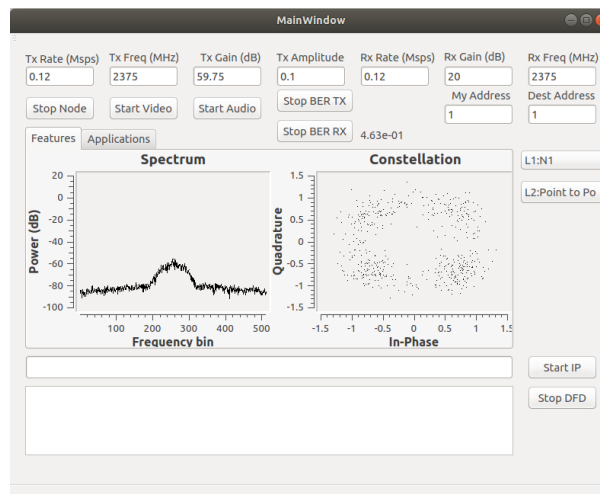 MainWindow
Tx Rate (Msps) Tx Freq (MHz) Tx Gain (dB) Tx Amplitude Rx Rate (Msps) Rx Gain (dB) Rx Freq (MHz)
0.12 2375 59.75 0.1 0.12 20 2375
My Address Dest Address
Stop Node Start Video Start Audio Stop BER TX 1 1
Stop BER RX 4.63e-01
Features Applications
Spectrum Constellation
L1:N1
L2:Point to Po
Power (dB)
20
0
-20
-40
-60
-80
-100
100 200 300 400 500
Frequency bin
Quadrature
1.5
1
0.5
0
-0.5
-1
-1.5
-1.5 -1 -0.5 0 0.5 1 1.5
In-Phase
Start IP
Stop DFD